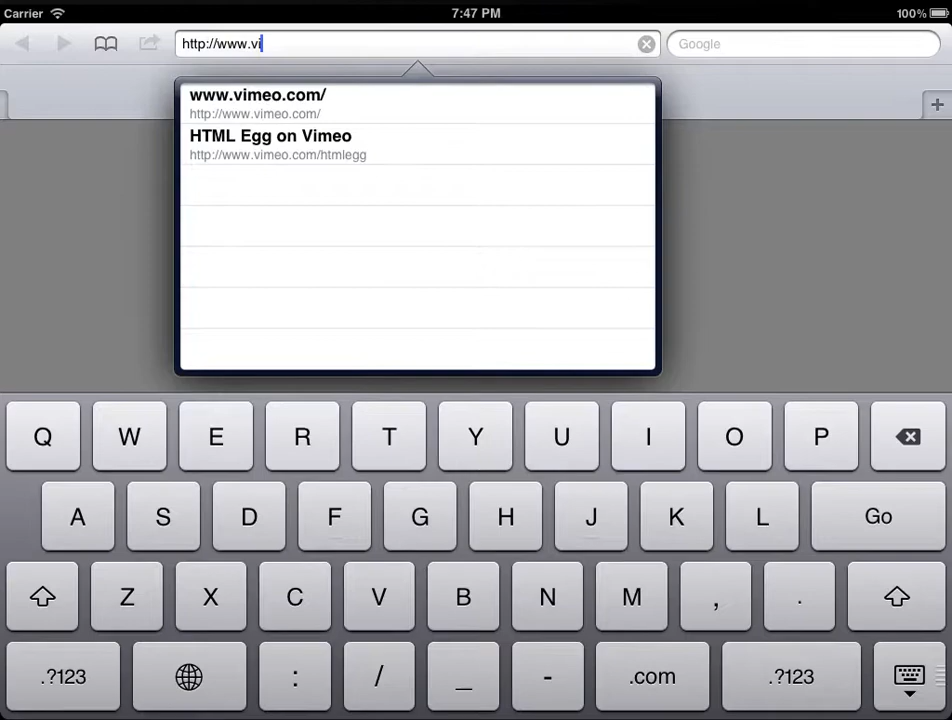 Carrier 7:47 PM 100%
http://www.vi Google
www.vimeo.com/
http://www.vimeo.com/
HTML Egg on Vimeo
http://www.vimeo.com/htmlegg
Q W E R T Y U I O P
A S D F G H J K L Go
Z X C V B N M , .
.?123 : / _ - .com .?123